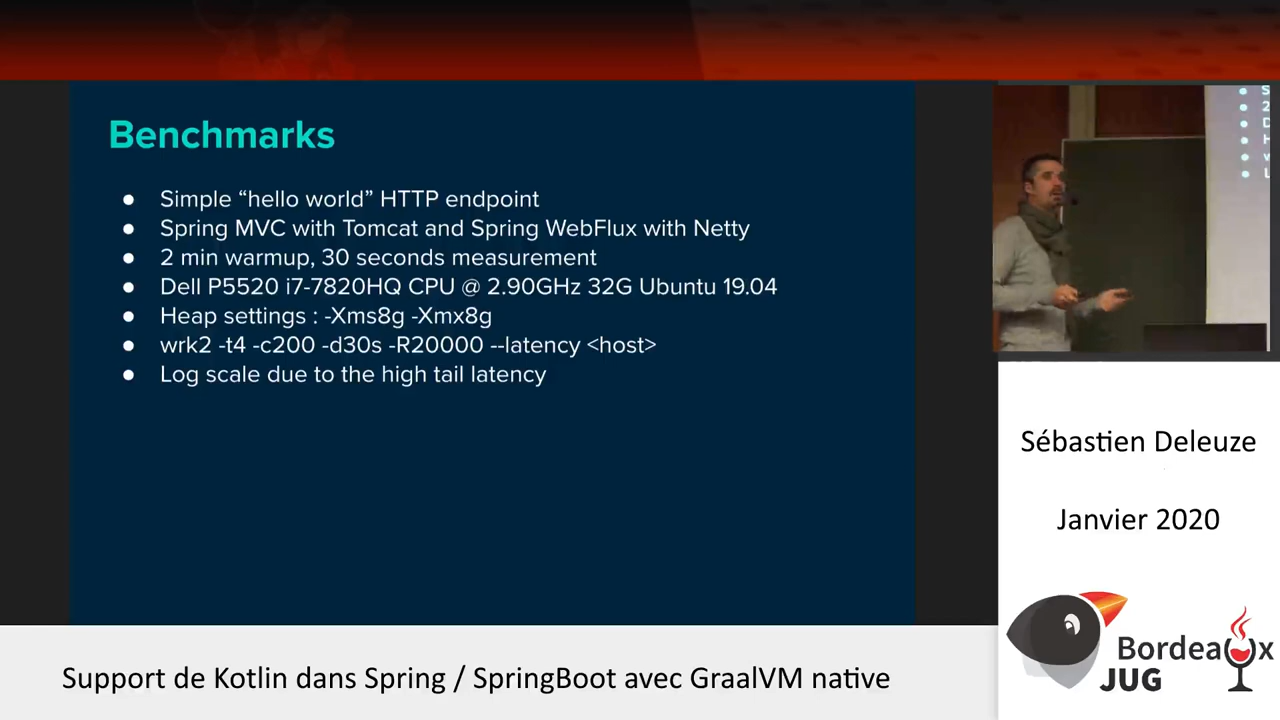 Benchmarks
● Simple “hello world” HTTP endpoint
● Spring MVC with Tomcat and Spring WebFlux with Netty
● 2 min warmup, 30 seconds measurement
● Dell P5520 i7-7820HQ CPU @ 2.90GHz 32G Ubuntu 19.04
● Heap settings : -Xms8g -Xmx8g
● wrk2 -t4 -c200 -d30s -R20000 --latency <host>
● Log scale due to the high tail latency
Sébastien Deleuze
Janvier 2020
Bordeaux
JUG
Support de Kotlin dans Spring / SpringBoot avec GraalVM native